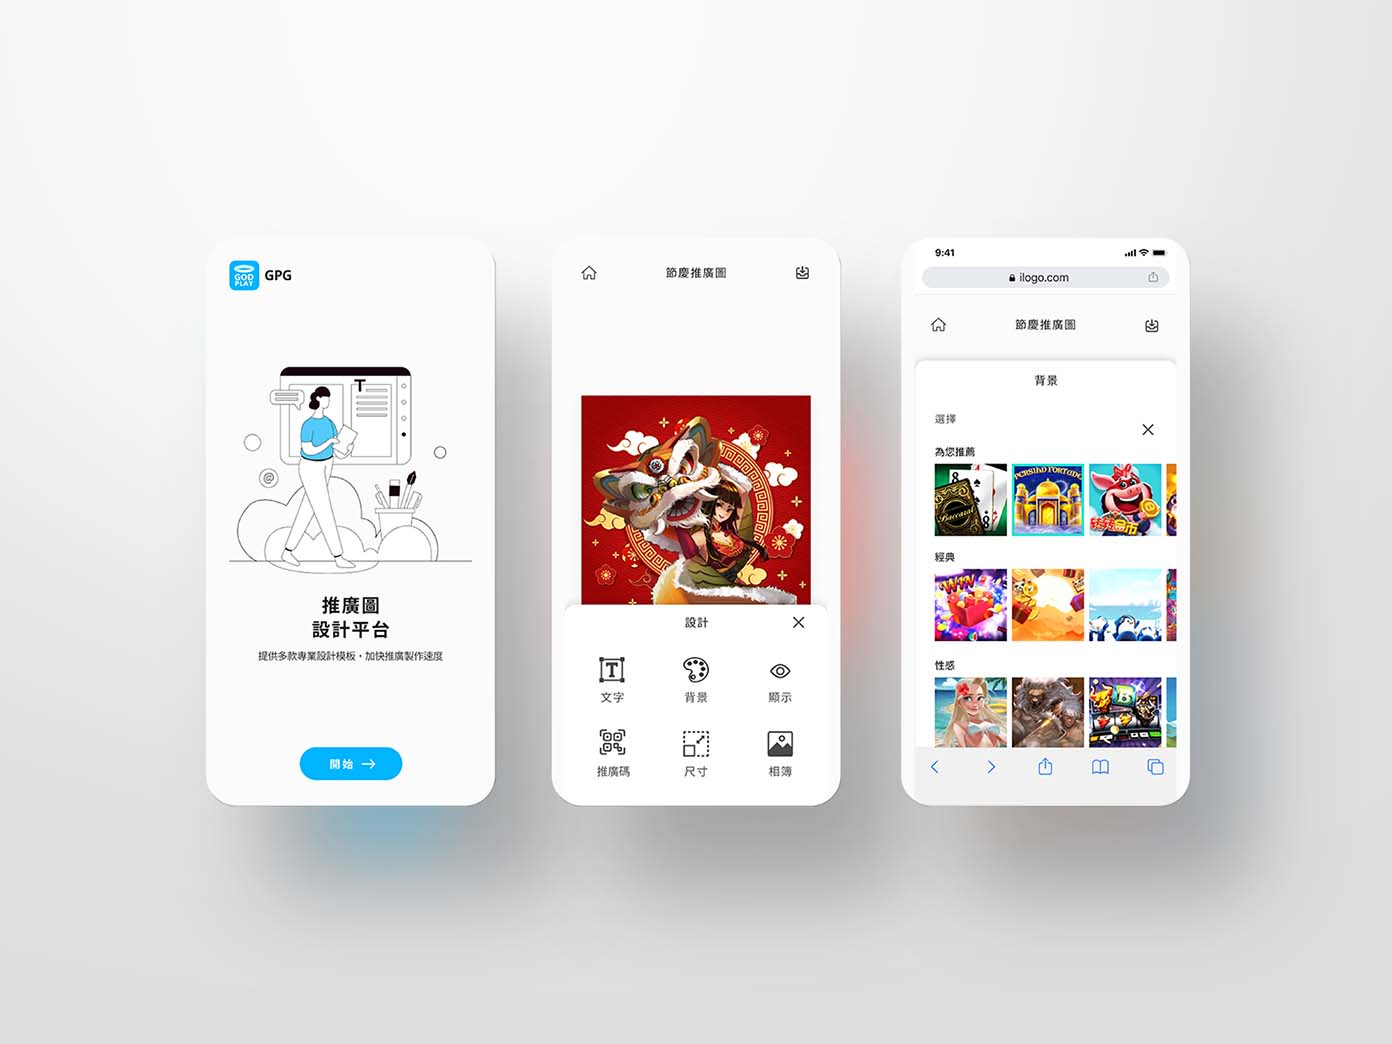 GOD
PLAY
GPG
T
推廣圖
設計平台
提供多款專業設計模板，加快推廣製作速度
開始
節慶推廣圖
設計
文字
背景
顯示
推廣碼
尺寸
相簿
9:41
ilogo.com
節慶推廣圖
背景
選擇
為您推薦
8
8
Baccarat
PERSIAD FORTUNE
經典
WIN
性感